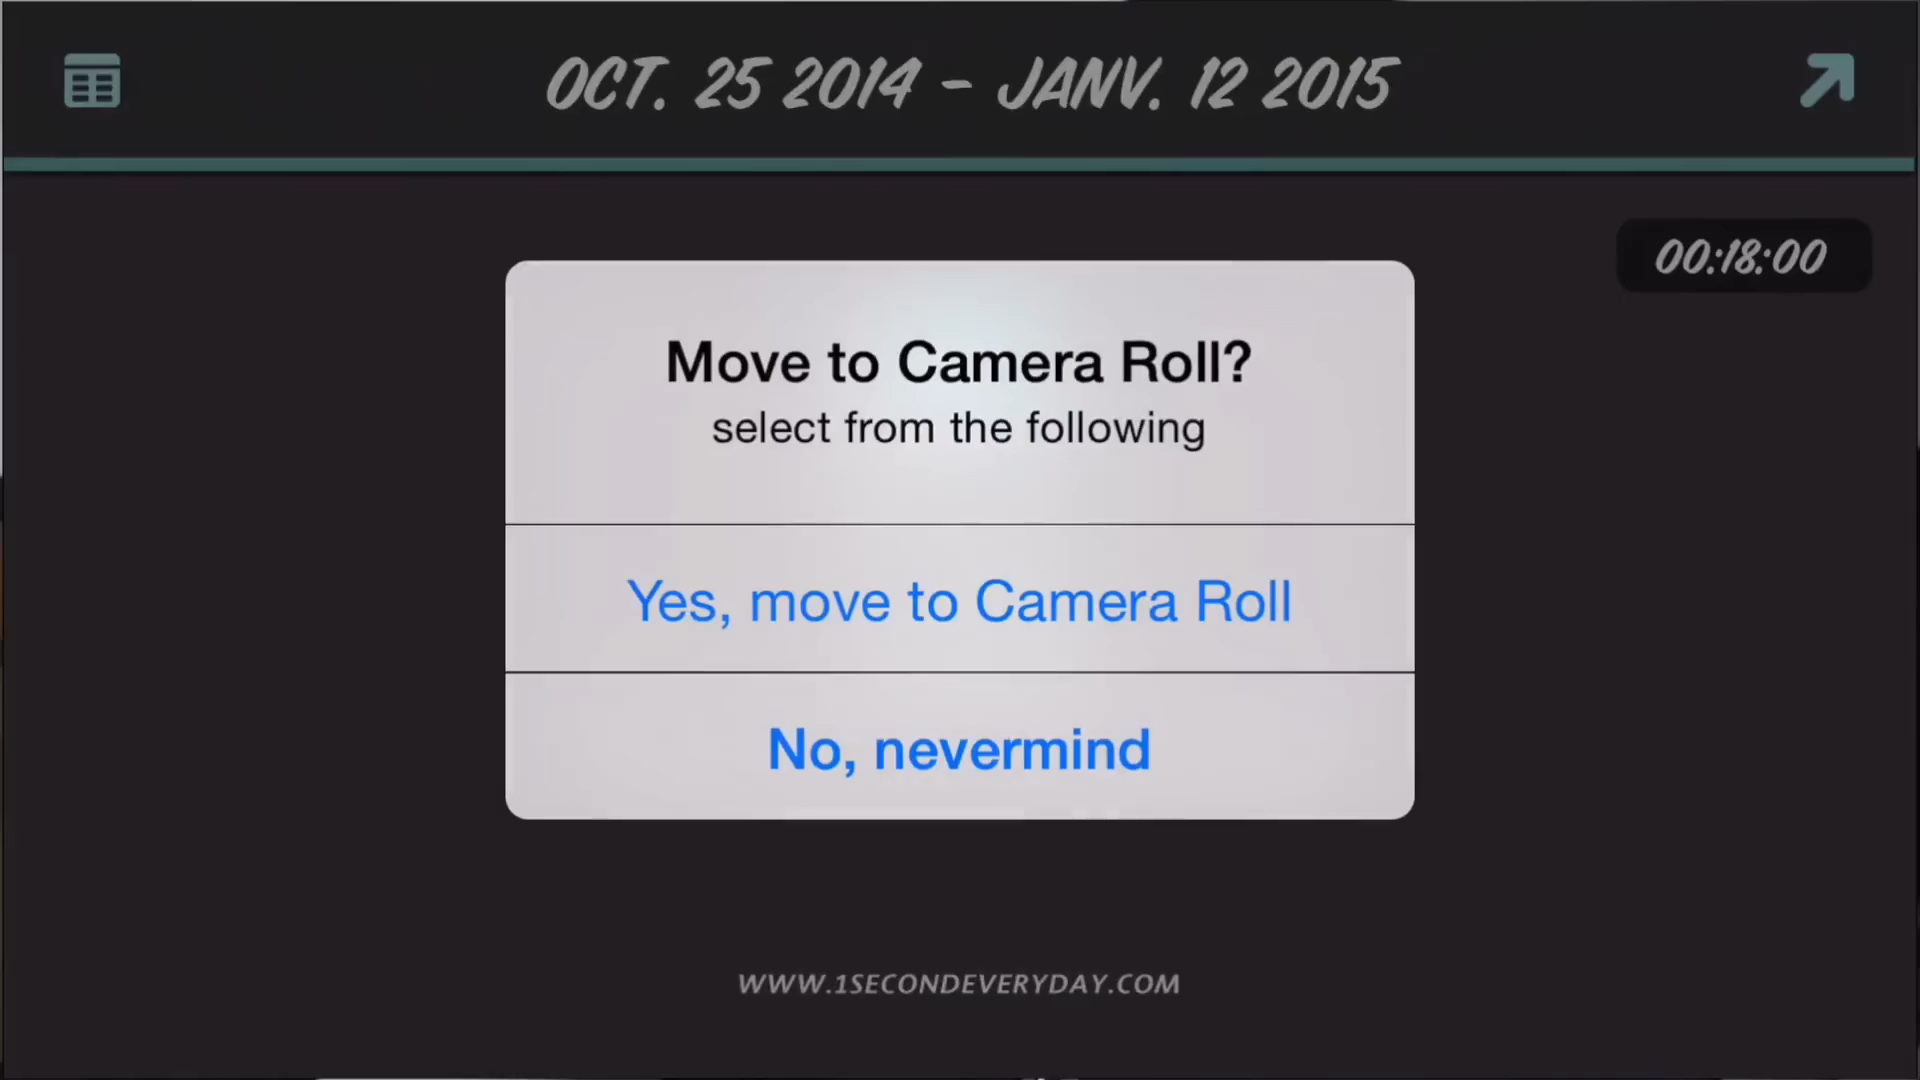 OCT. 25 2014 - JANV. 12 2015
00:18:00
Move to Camera Roll?
select from the following
Yes, move to Camera Roll
No, nevermind
WWW.1SECONDEVERYDAY.COM